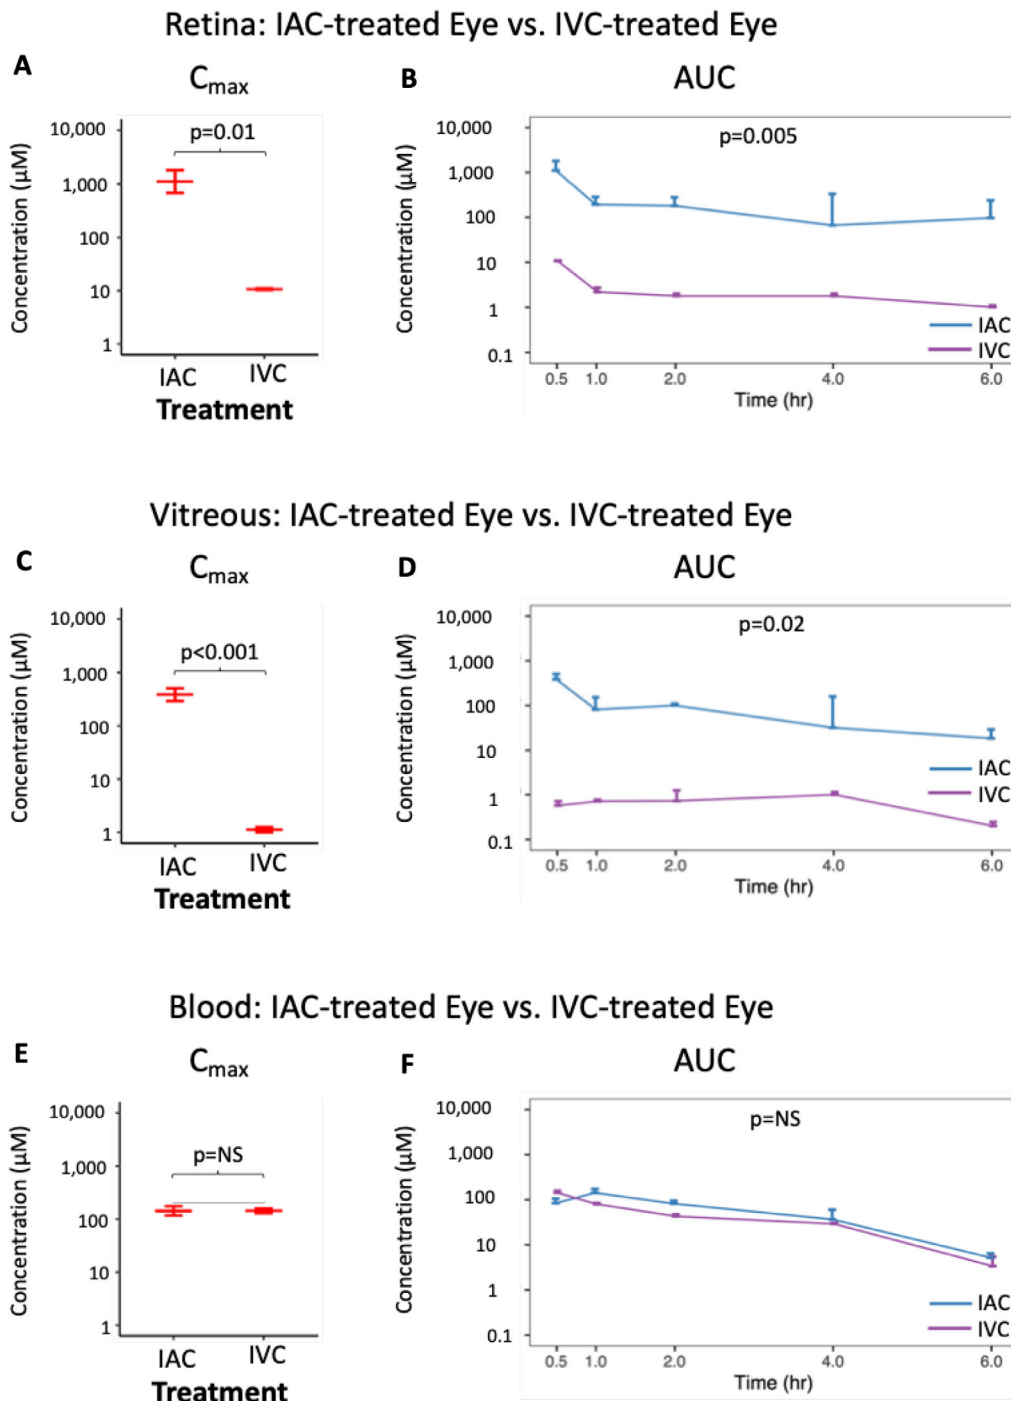 Retina: IAC-treated Eye vs. IVC-treated Eye
A
Cmax
Concentration (µM)
10,000
1,000
100
10
1
p=0.01
IAC
IVC
Treatment
B
AUC
Concentration (µM)
10,000
1,000
100
10
1
0.1
p=0.005
IAC
IVC
0.5 1.0 2.0 4.0 6.0
Time (hr)
Vitreous: IAC-treated Eye vs. IVC-treated Eye
C
Cmax
Concentration (µM)
10,000
1,000
100
10
1
p<0.001
IAC
IVC
Treatment
D
AUC
Concentration (µM)
10,000
1,000
100
10
1
0.1
p=0.02
IAC
IVC
0.5 1.0 2.0 4.0 6.0
Time (hr)
Blood: IAC-treated Eye vs. IVC-treated Eye
E
Cmax
Concentration (µM)
10,000
1,000
100
10
1
p=NS
IAC
IVC
Treatment
F
AUC
Concentration (µM)
10,000
1,000
100
10
1
0.1
p=NS
IAC
IVC
0.5 1.0 2.0 4.0 6.0
Time (hr)